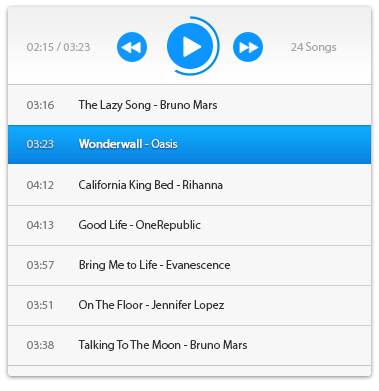 02:15 / 03:23 24 Songs
03:16 The Lazy Song - Bruno Mars
03:23 Wonderwall - Oasis
04:12 California King Bed - Rihanna
04:13 Good Life - OneRepublic
03:57 Bring Me to Life - Evanescence
03:51 On The Floor - Jennifer Lopez
03:38 Talking To The Moon - Bruno Mars